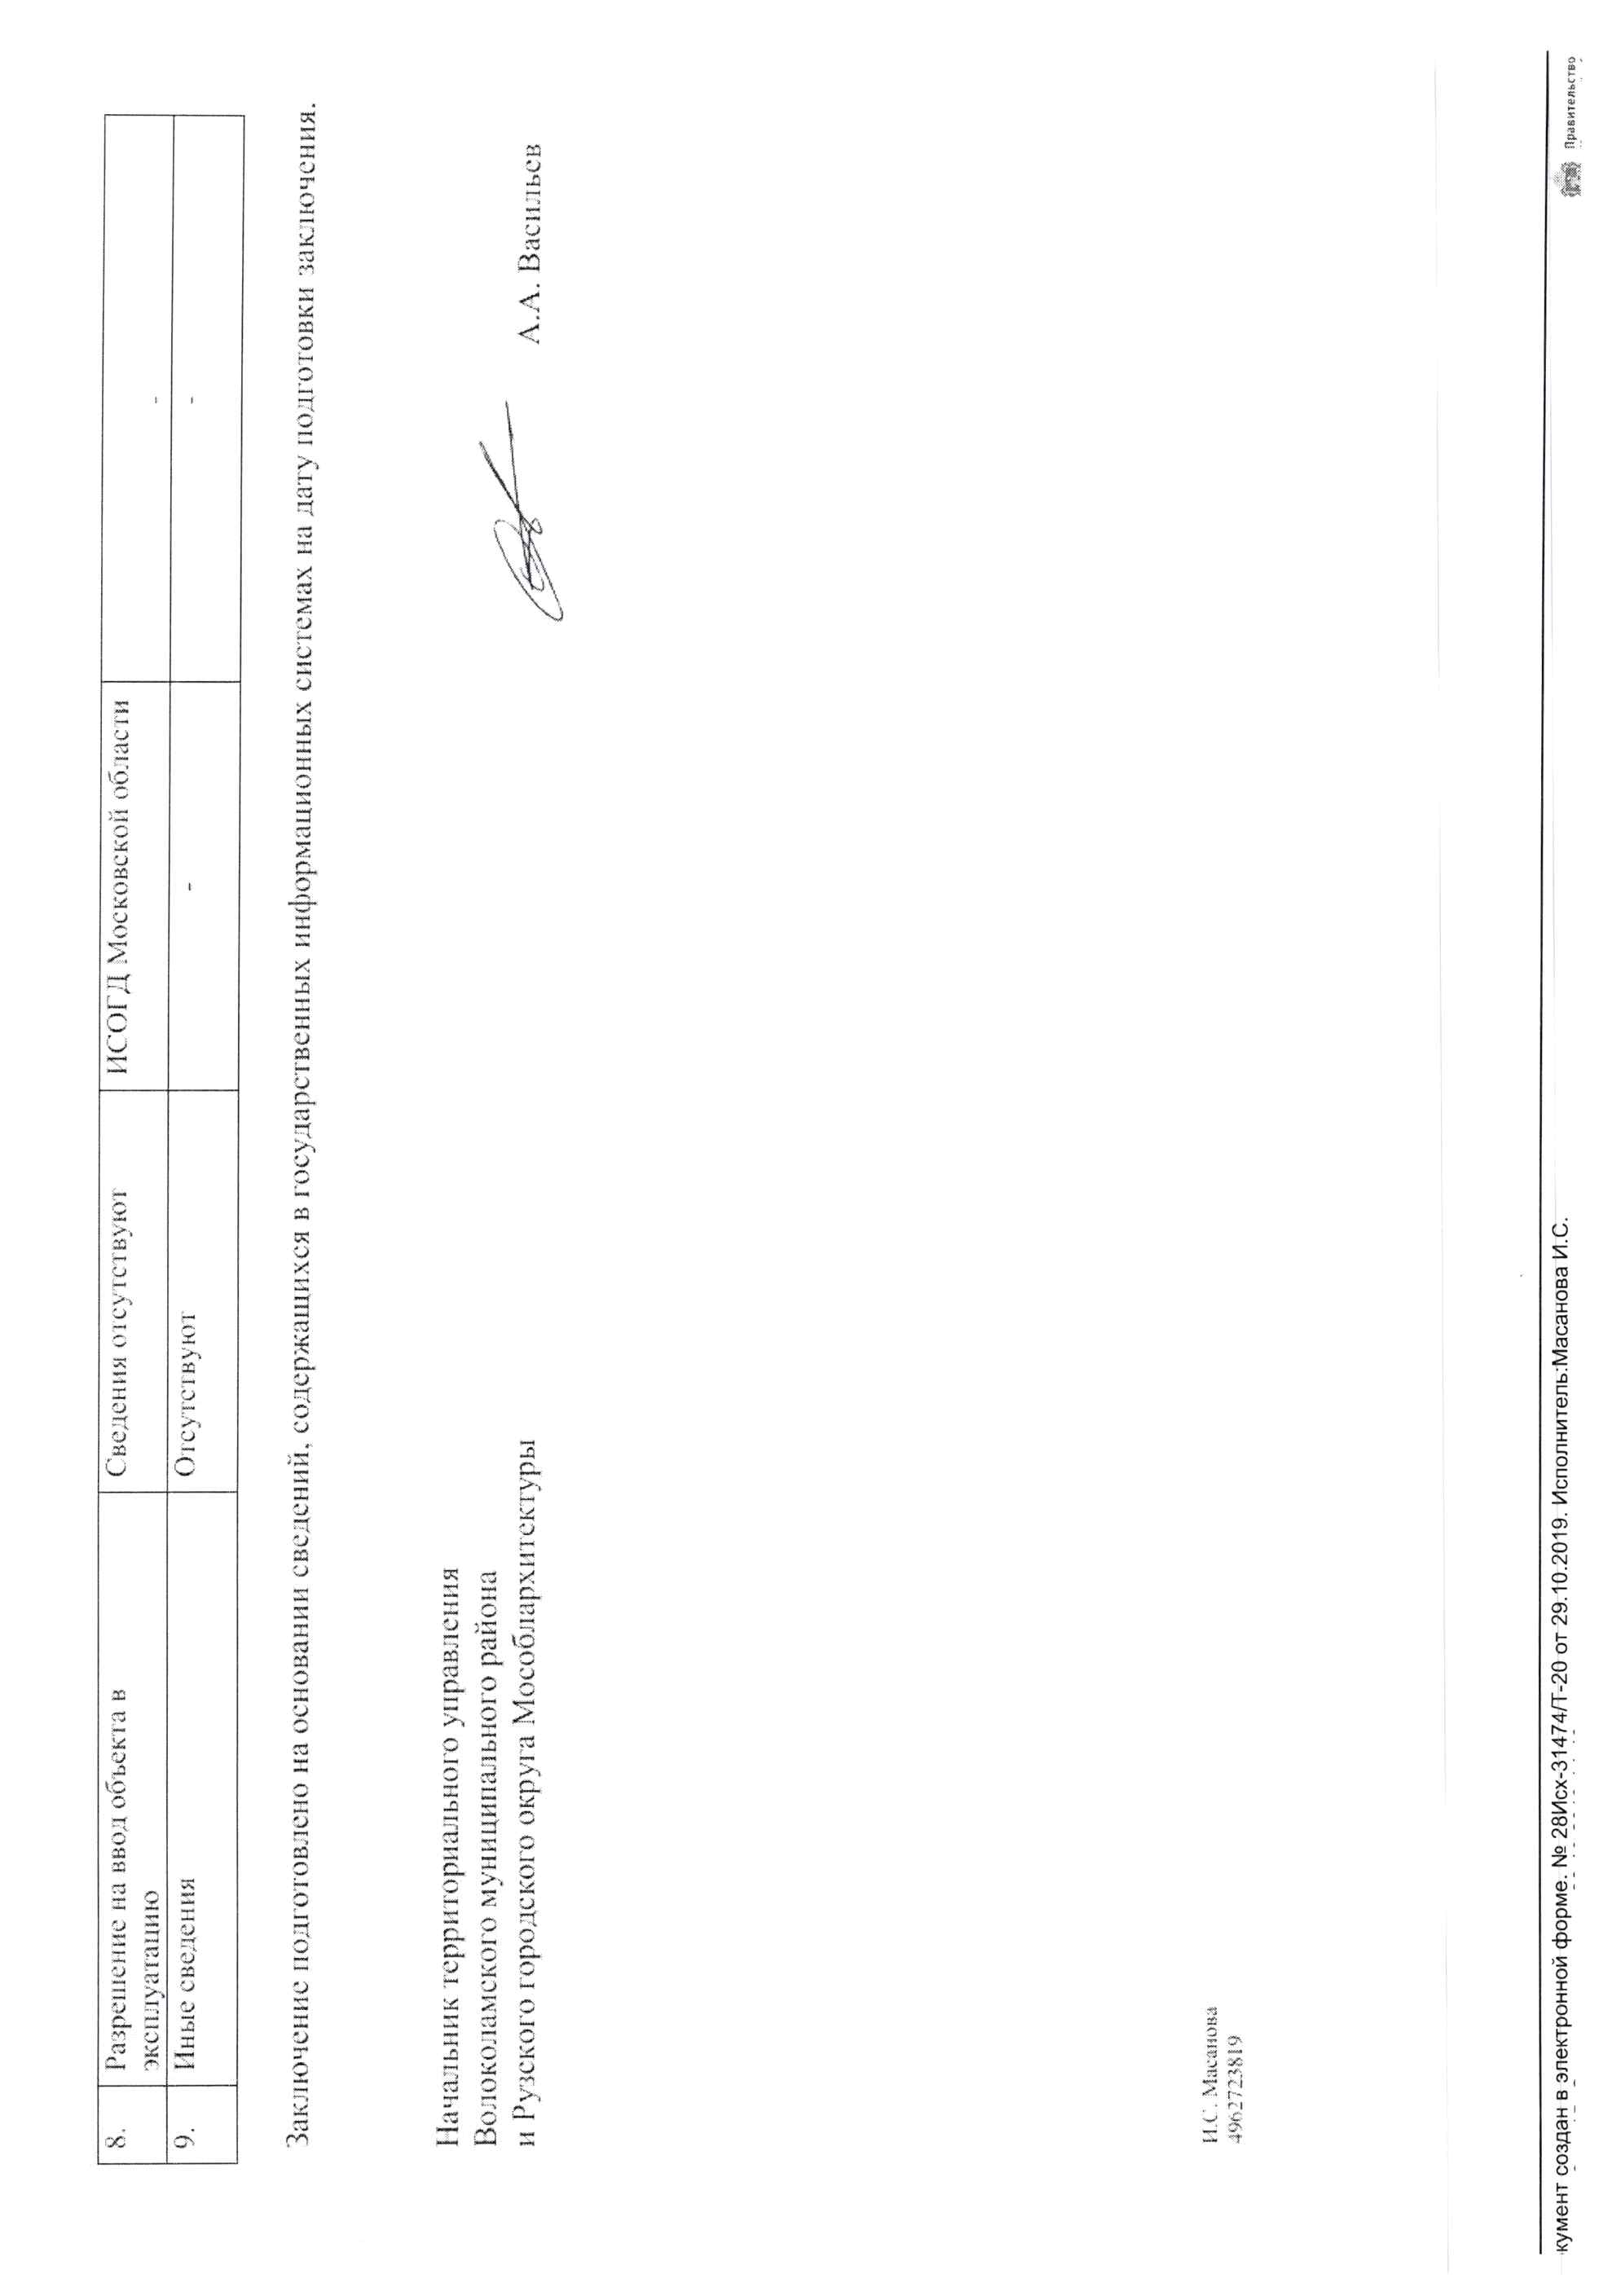 8. Разрешение на ввод объекта в Сведения отсутствуют ИСОГД Московской области -
эксплуатацию
9. Иные сведения Отсутствуют - -
Заключение подготовлено на основании сведений, содержащихся в государственных информационных системах на дату подготовки заключения.
Начальник территориального управления
Волоколамского муниципального района
и Рузского городского округа Мособлархитектуры А.А. Васильев
И.С. Масанова
4962723819
кумент создан в электронной форме. № 28Исх-31474/Т-20 от 29.10.2019. Исполнитель:Масанова И.С.
Правительство